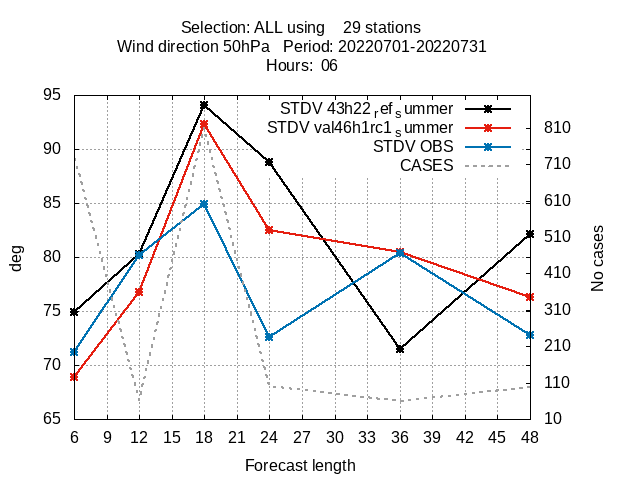 Selection: ALL using    29 stations
Wind direction 50hPa   Period: 20220701-20220731
Hours:  06
STDV 43h22_ref_summer
STDV val46h1rc1_summer
STDV OBS
CASES
95
90
85
80
75
70
65
810
710
610
510
410
310
210
110
10
deg
No cases
6 9 12 15 18 21 24 27 30 33 36 39 42 45 48
Forecast length